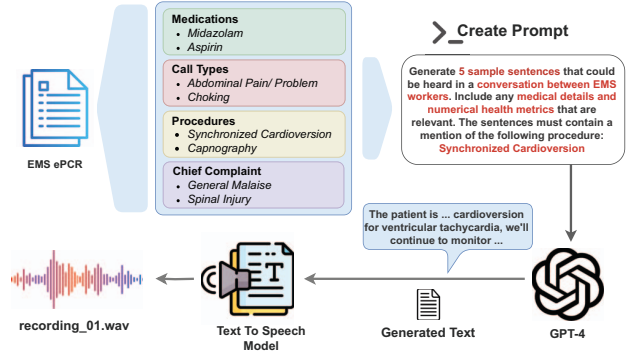 Medications
• Midazolam
• Aspirin
Call Types
• Abdominal Pain/ Problem
• Choking
Procedures
• Synchronized Cardioversion
• Capnography
Chief Complaint
• General Malaise
• Spinal Injury
EMS ePCR
Create Prompt
Generate 5 sample sentences that could
be heard in a conversation between EMS
workers. Include any medical details and
numerical health metrics that are
relevant. The sentences must contain a
mention of the following procedure:
Synchronized Cardioversion
The patient is ... cardioversion
for ventricular tachycardia, we'll
continue to monitor ...
T
recording_01.wav
Text To Speech
Model
Generated Text
GPT-4